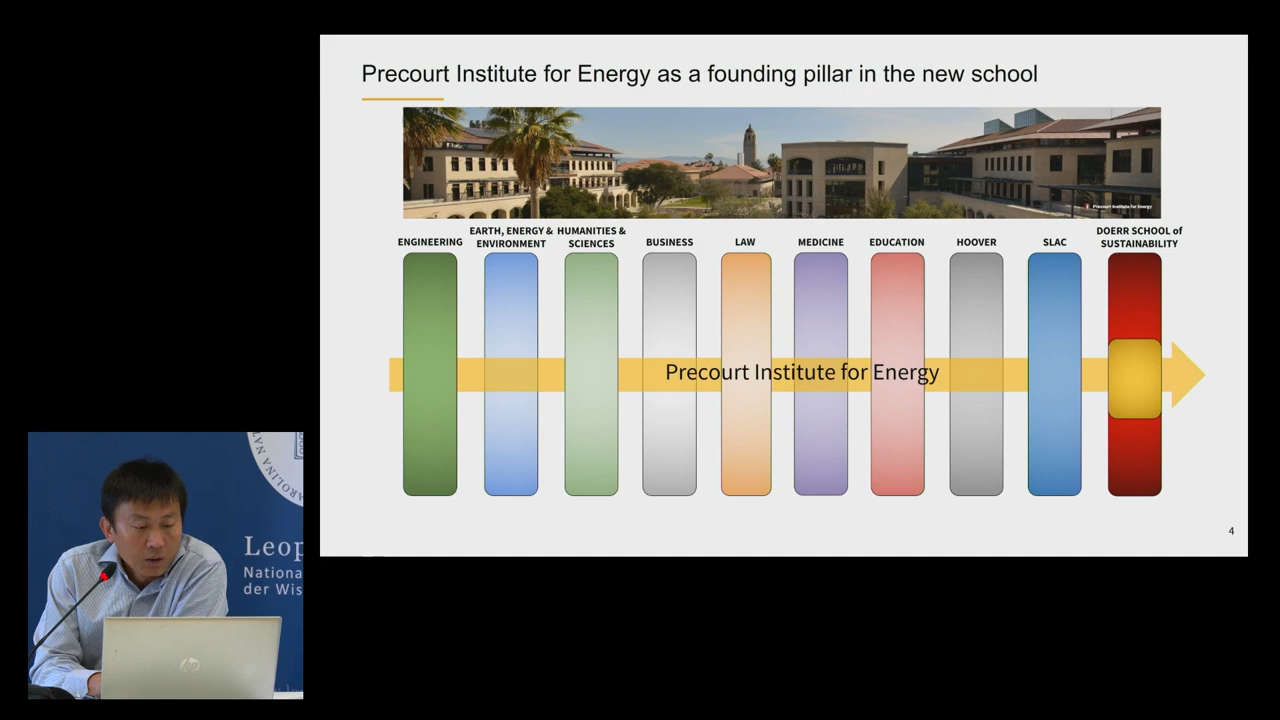 Precourt Institute for Energy as a founding pillar in the new school
Precourt Institute for Energy
ENGINEERING
EARTH, ENERGY &
ENVIRONMENT
HUMANITIES &
SCIENCES
BUSINESS
LAW
MEDICINE
EDUCATION
HOOVER
SLAC
DOERR SCHOOL of
SUSTAINABILITY
Precourt Institute for Energy
4
CAROLINA NA
Leop
Nationa
der Wis
hp